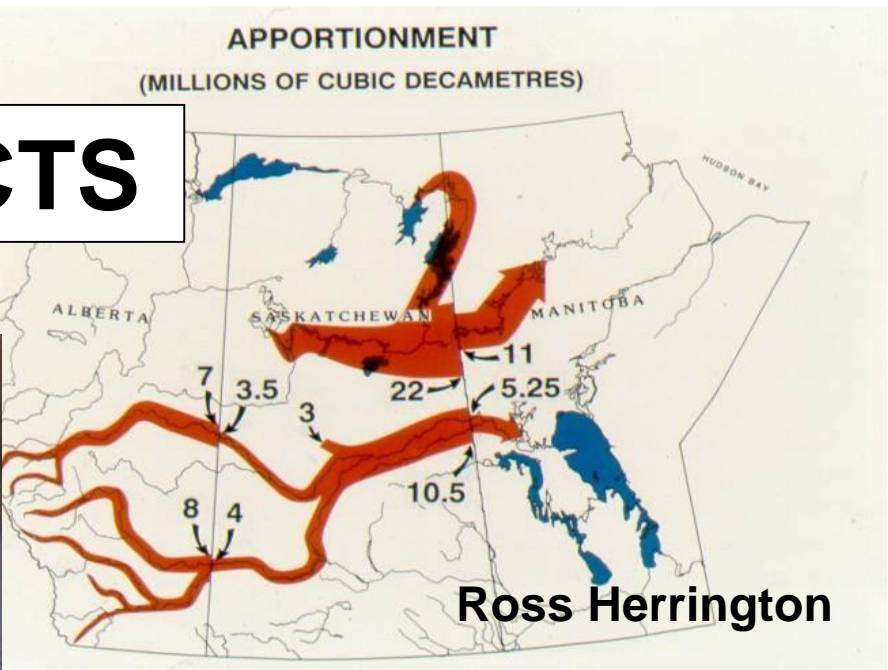 APPORTIONMENT
(MILLIONS OF CUBIC DECAMETRES)
CTS
HUDSON BAY
ALBERTA
SASKATCHEWAN
MANITOBA
11
22
5.25
7
3.5
3
10.5
8
4
Ross Herrington